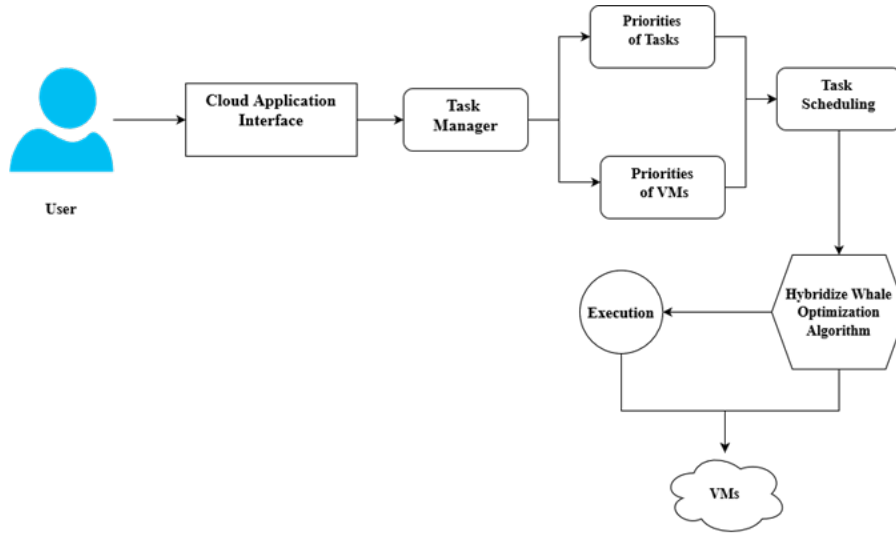 Priorities
of Tasks
Cloud Application
Interface
Task
Manager
Task
Scheduling
Priorities
of VMs
User
Hybridize Whale
Optimization
Algorithm
Execution
VMs